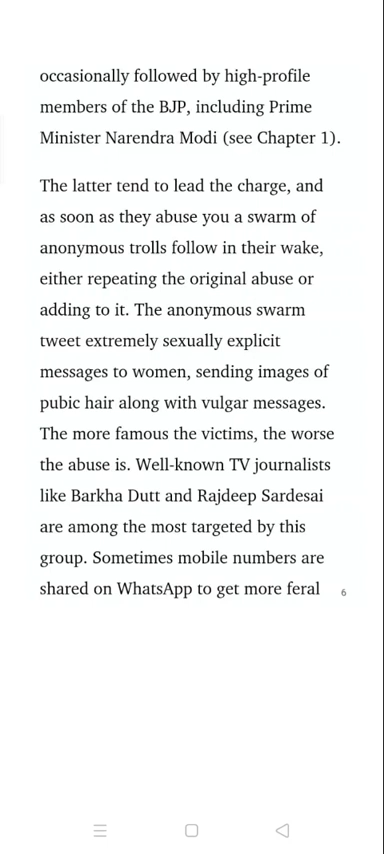 occasionally followed by high-profile
members of the BJP, including Prime
Minister Narendra Modi (see Chapter 1).
The latter tend to lead the charge, and
as soon as they abuse you a swarm of
anonymous trolls follow in their wake,
either repeating the original abuse or
adding to it. The anonymous swarm
tweet extremely sexually explicit
messages to women, sending images of
pubic hair along with vulgar messages.
The more famous the victims, the worse
the abuse is. Well-known TV journalists
like Barkha Dutt and Rajdeep Sardesai
are among the most targeted by this
group. Sometimes mobile numbers are
shared on WhatsApp to get more feral
6